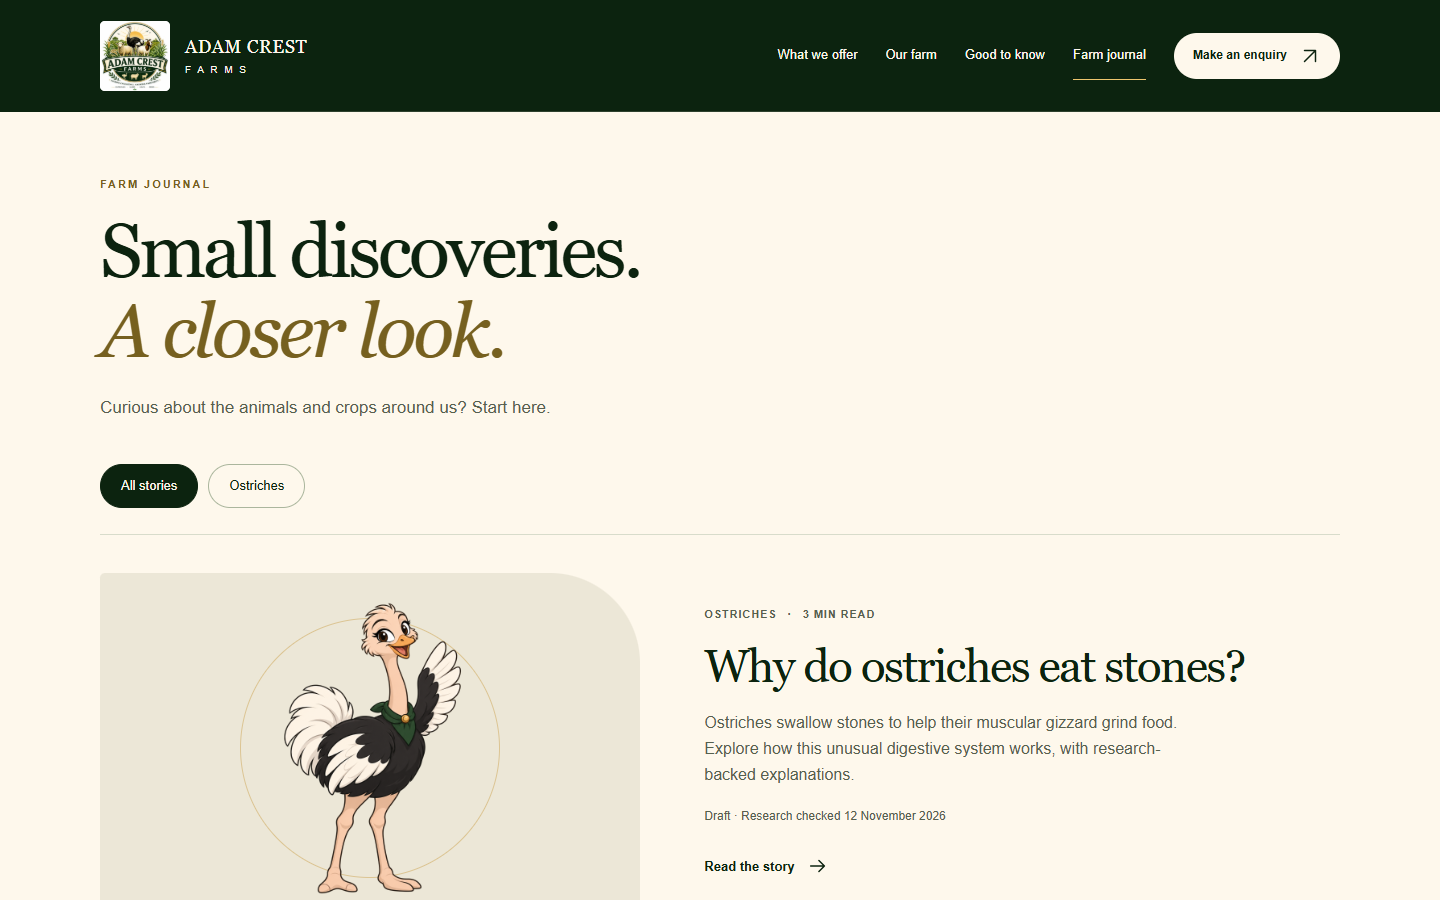 ADAM CREST
FARMS
ADAM CREST
FARMS
What we offer
Our farm
Good to know
Farm journal
Make an enquiry
FARM JOURNAL
Small discoveries.
A closer look.
Curious about the animals and crops around us? Start here.
All stories
Ostriches
OSTRICHES · 3 MIN READ
Why do ostriches eat stones?
Ostriches swallow stones to help their muscular gizzard grind food.
Explore how this unusual digestive system works, with research-
backed explanations.
Draft · Research checked 12 November 2026
Read the story